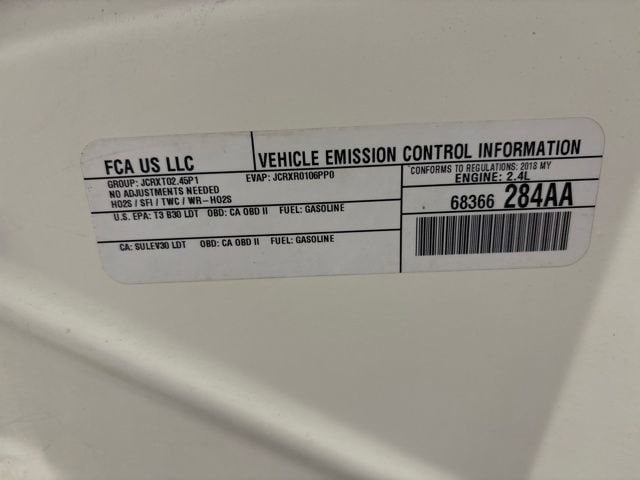 FCA US LLC
VEHICLE EMISSION CONTROL INFORMATION
GROUP: JCRXT02.45P1 EVAP: JCRXR0106PP0
NO ADJUSTMENTS NEEDED
HO2S / SFI / TWC / WR-HO2S
CONFORMS TO REGULATIONS: 2018 MY
ENGINE: 2.4L
U.S. EPA: T3 B30 LDT OBD: CA OBD II FUEL: GASOLINE
68366 284AA
CA: SULEV30 LDT OBD: CA OBD II FUEL: GASOLINE